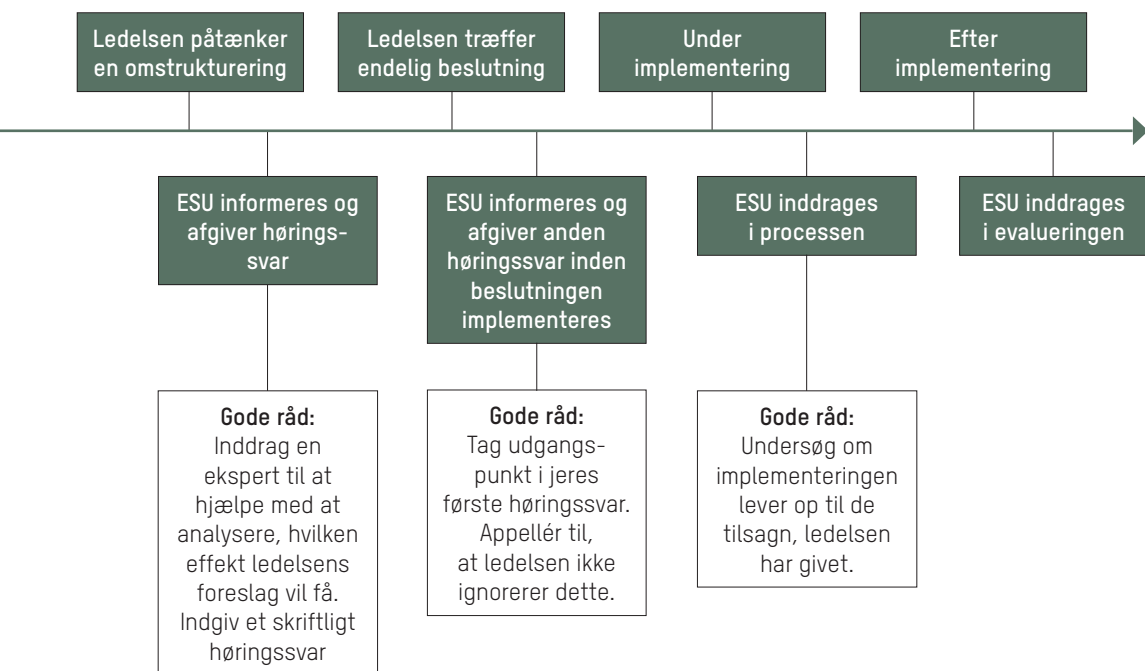 Ledelsen påtænker
en omstrukturering
Ledelsen træffer
endelig beslutning
Under
implementering
Efter
implementering
ESU informeres og
afgiver hørings-
svar
ESU informeres og
afgiver anden
høringssvar inden
beslutningen
implementeres
ESU inddrages
i processen
ESU inddrages
i evalueringen
Gode råd:
Inddrag en
ekspert til at
hjælpe med at
analysere, hvilken
effekt ledelsens
foreslag vil få.
Indgiv et skriftligt
høringssvar
Gode råd:
Tag udgangs-
punkt i jeres
første høringssvar.
Appellér til,
at ledelsen ikke
ignorerer dette.
Gode råd:
Undersøg om
implementeringen
lever op til de
tilsagn, ledelsen
har givet.